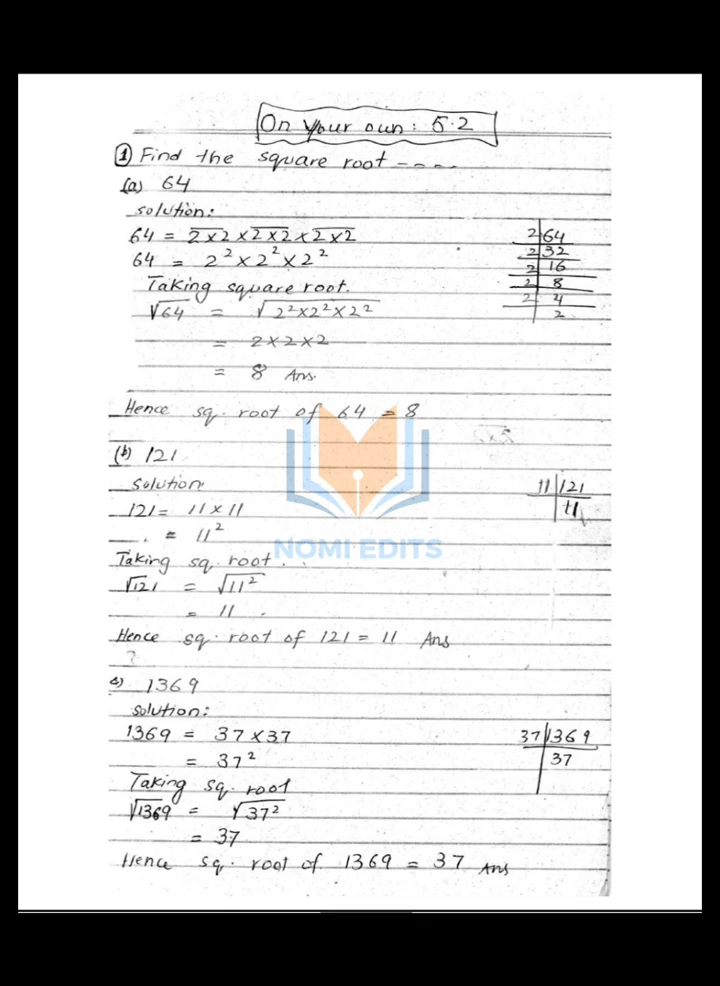 On your own: 5.2
① Find the square root ----
(a) 64
solution:
64 = 2×2×2×2×2×2
64 = 2²×2²×2²
Taking square root.
√64 = √2²×2²×2²
= 2×2×2
= 8 Ans.
2 64
2 32
2 16
2 8
2 4
2
Hence sq. root of 64 = 8
(b) 121
Solution
121 = 11×11
= 11²
11 121
11
NOMI EDITS
Taking sq. root.
√121 = √11²
= 11
Hence sq. root of 121 = 11 Ans
c) 1369
solution:
1369 = 37×37
= 37²
37 1369
37
Taking sq. root
√1369 = √37²
= 37
Hence sq. root of 1369 = 37 Ans